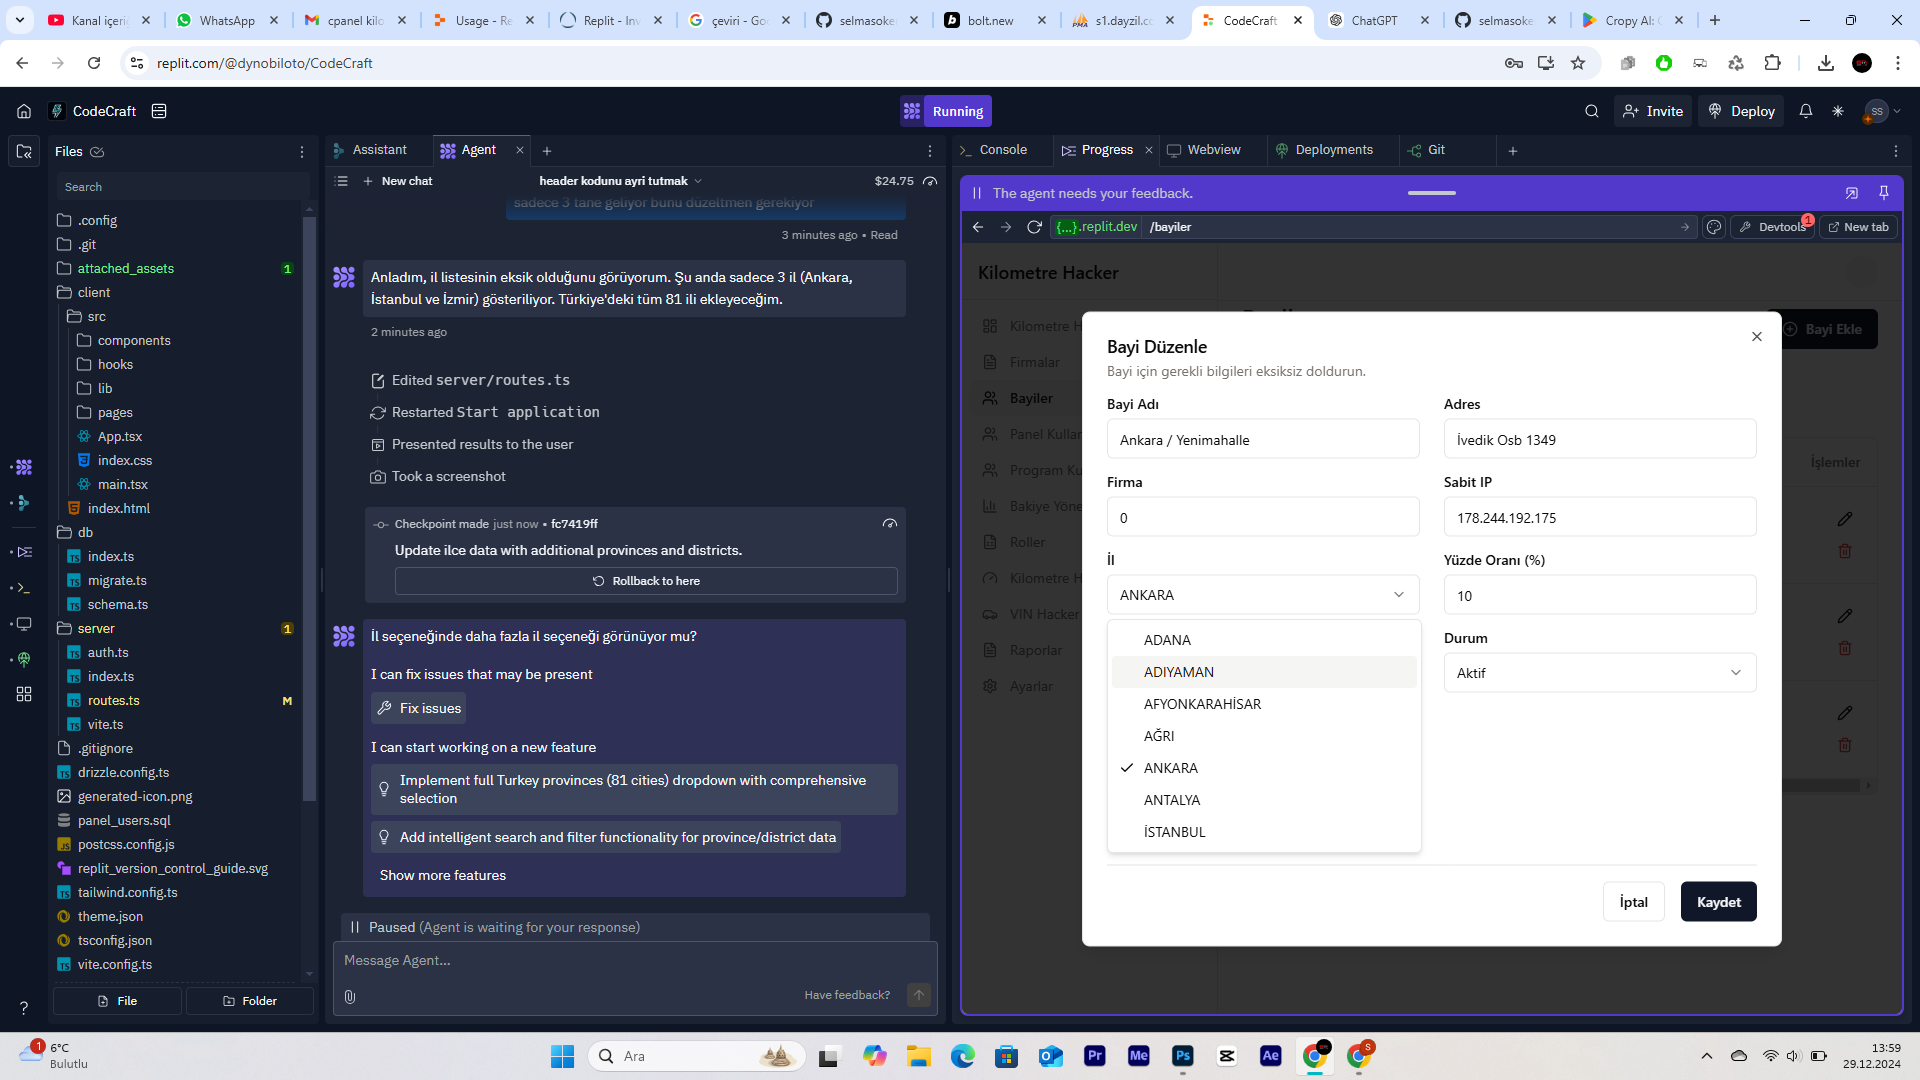 Kanal içeriğ
WhatsApp
cpanel kilo
Usage - Re
Replit - Inv
çeviri - Goo
selmasoke
bolt.new
s1.dayzil.co
CodeCraft
ChatGPT
selmasoke
Cropy AI: C
replit.com/@dynobiloto/CodeCraft
CodeCraft
Running
Invite
Deploy
SS
Files
Search
.config
.git
attached_assets
1
client
src
components
hooks
lib
pages
App.tsx
index.css
main.tsx
index.html
db
index.ts
migrate.ts
schema.ts
server
1
auth.ts
index.ts
routes.ts
M
vite.ts
.gitignore
drizzle.config.ts
generated-icon.png
panel_users.sql
postcss.config.js
replit_version_control_guide.svg
tailwind.config.ts
theme.json
tsconfig.json
vite.config.ts
File
Folder
Assistant
Agent
New chat
header kodunu ayri tutmak
$24.75
sadece 3 tane geliyor bunu düzeltmen gerekiyor
3 minutes ago • Read
Anladım, il listesinin eksik olduğunu görüyorum. Şu anda sadece 3 il (Ankara,
İstanbul ve İzmir) gösteriliyor. Türkiye'deki tüm 81 ili ekleyeceğim.
2 minutes ago
Edited server/routes.ts
Restarted Start application
Presented results to the user
Took a screenshot
Checkpoint made just now • fc7419ff
Update ilce data with additional provinces and districts.
Rollback to here
İl seçeneğinde daha fazla il seçeneği görünüyor mu?
I can fix issues that may be present
Fix issues
I can start working on a new feature
Implement full Turkey provinces (81 cities) dropdown with comprehensive
selection
Add intelligent search and filter functionality for province/district data
Show more features
Paused (Agent is waiting for your response)
Message Agent...
Have feedback?
Console
Progress
Webview
Deployments
Git
The agent needs your feedback.
{...}.replit.dev
/bayiler
Devtools
1
New tab
Kilometre Hacker
Kilometre H
Firmalar
Bayiler
Panel Kullar
Program Ku
Bakiye Yöne
Roller
Kilometre H
VIN Hacker
Raporlar
Ayarlar
Bayi Ekle
İşlemler
Bayi Düzenle
Bayi için gerekli bilgileri eksiksiz doldurun.
Bayi Adı
Adres
Ankara / Yenimahalle
İvedik Osb 1349
Firma
Sabit IP
0
178.244.192.175
İl
Yüzde Oranı (%)
ANKARA
10
Durum
Aktif
ADANA
ADIYAMAN
AFYONKARAHİSAR
AĞRI
ANKARA
ANTALYA
İSTANBUL
İptal
Kaydet
1
6°C
Bulutlu
Ara
Pr
Me
Ps
Ae
S
13:59
29.12.2024